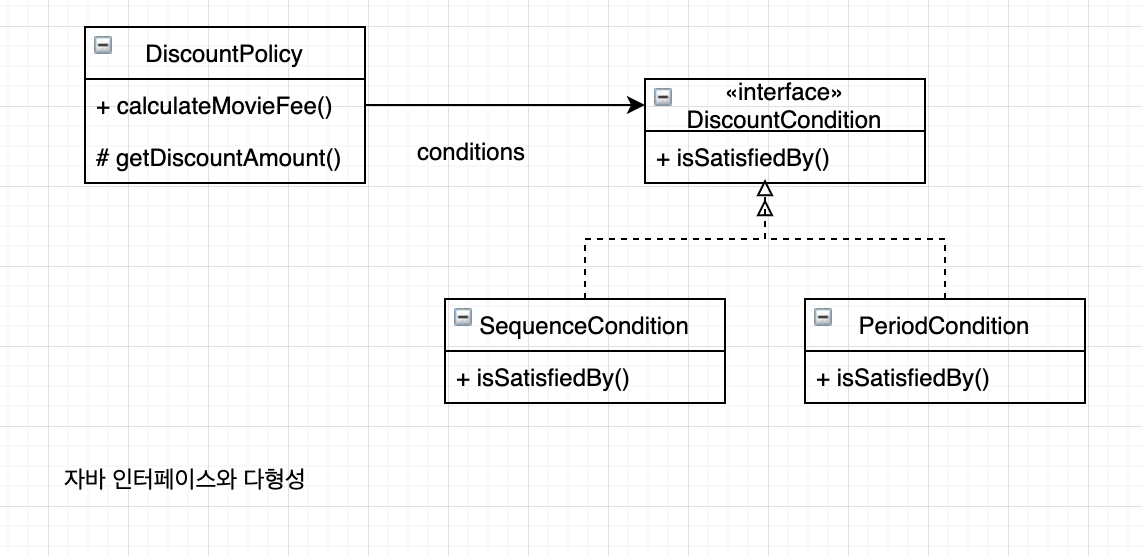 DiscountPolicy
+ calculateMovieFee()
# getDiscountAmount()
conditions
«interface»
DiscountCondition
+ isSatisfiedBy()
SequenceCondition
+ isSatisfiedBy()
PeriodCondition
+ isSatisfiedBy()
자바 인터페이스와 다형성